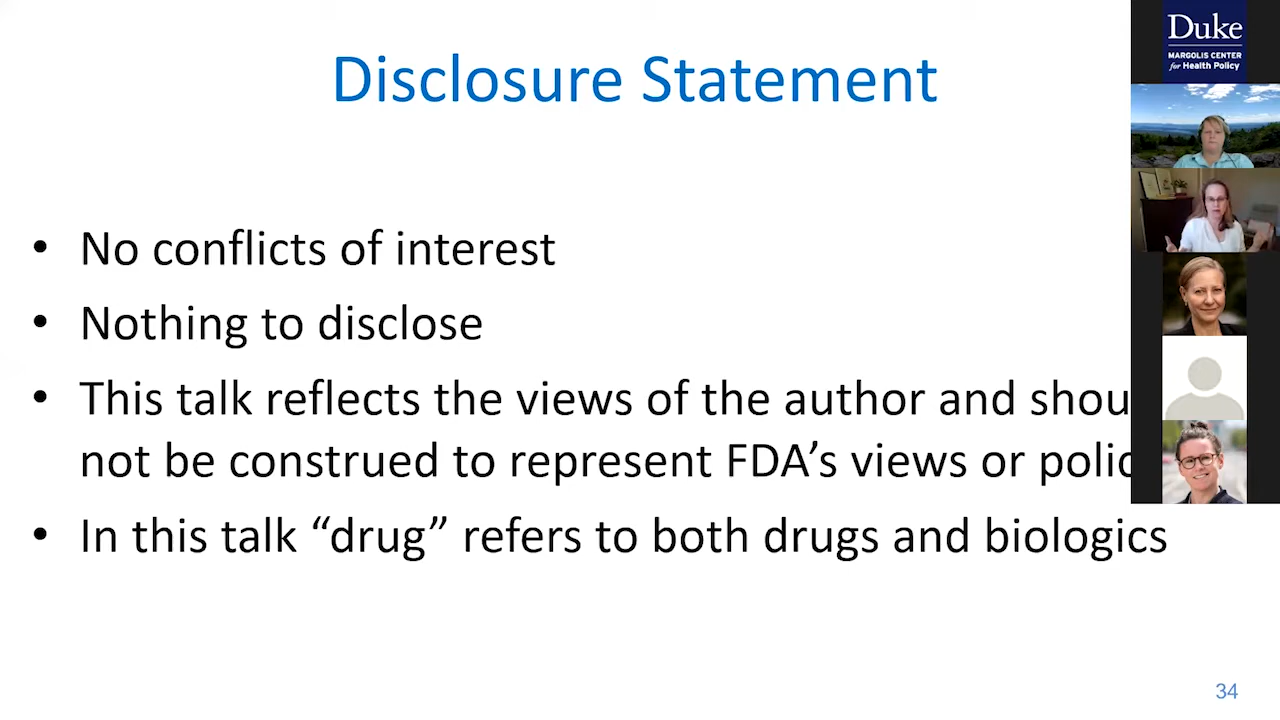 Disclosure Statement
• No conflicts of interest
• Nothing to disclose
• This talk reflects the views of the author and shou
not be construed to represent FDA’s views or polic
• In this talk “drug” refers to both drugs and biologics
34
Duke
MARGOLIS CENTER
for Health Policy